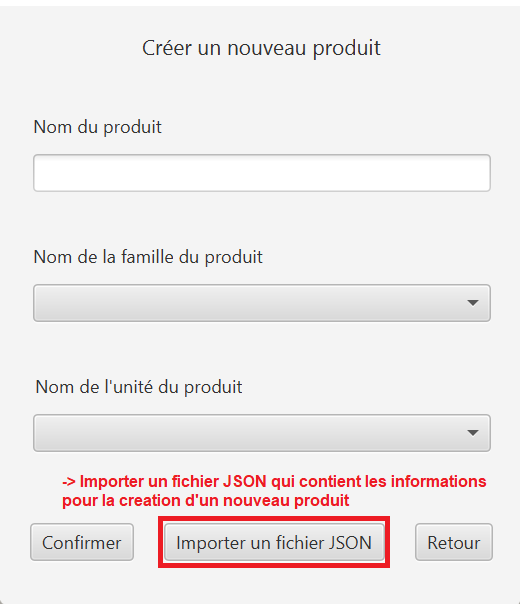 Créer un nouveau produit
Nom du produit
Nom de la famille du produit
Nom de l'unité du produit
-> Importer un fichier JSON qui contient les informations
pour la creation d'un nouveau produit
Confirmer
Importer un fichier JSON
Retour